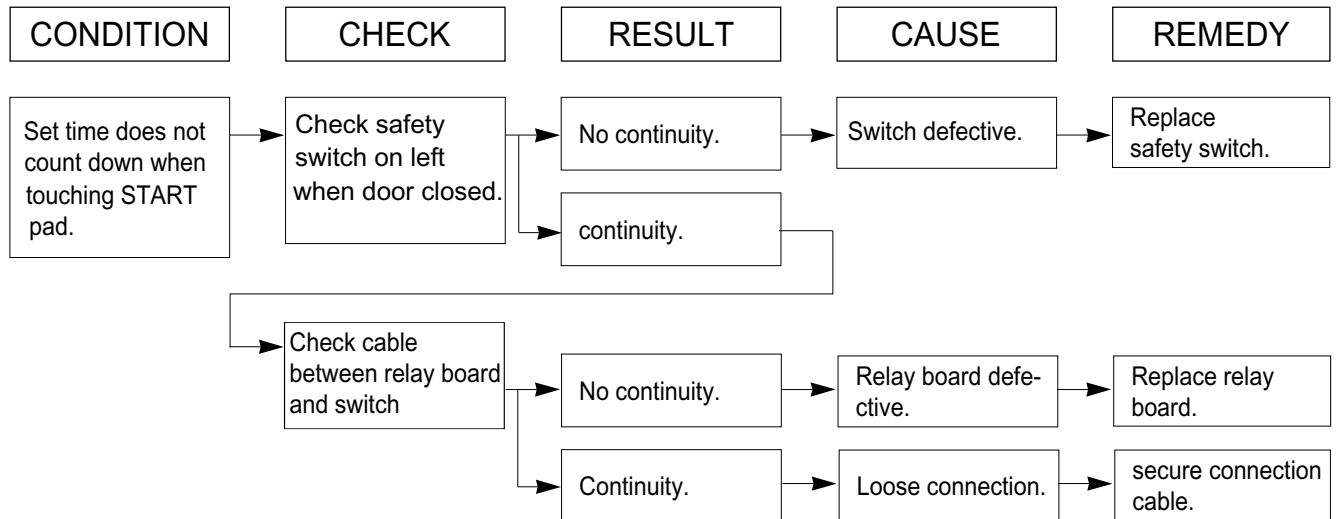 CONDITION
CHECK
RESULT
CAUSE
REMEDY
Set time does not
count down when
touching START
pad.
Check safety
switch on left
when door closed.
No continuity.
Switch defective.
Replace
safety switch.
continuity.
Check cable
between relay board
and switch
No continuity.
Relay board defe-
ctive.
Replace relay
board.
Continuity.
Loose connection.
secure connection
cable.